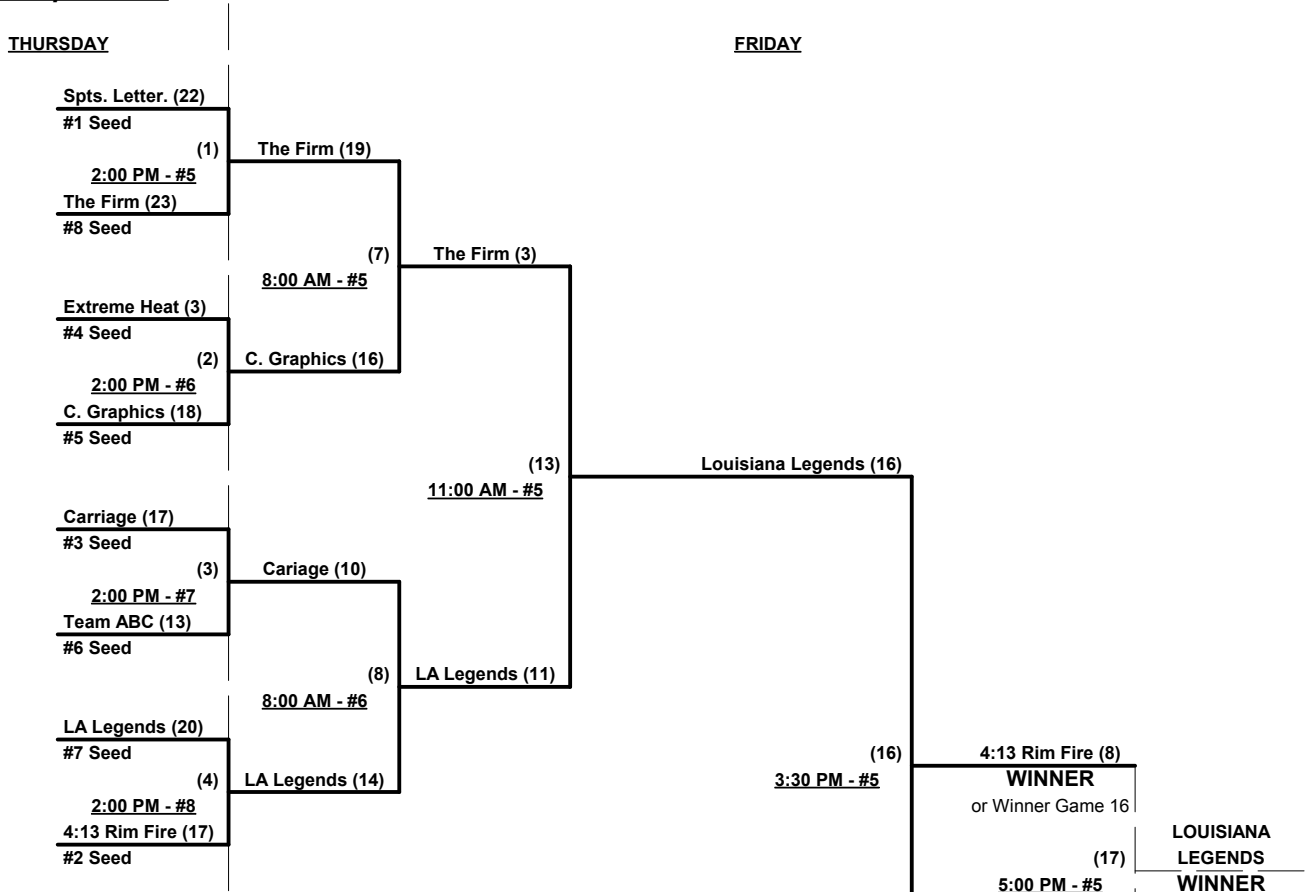 THURSDAY
FRIDAY
Spts. Letter. (22)
#1 Seed
(1)
The Firm (19)
2:00 PM - #5
The Firm (23)
#8 Seed
(7)
The Firm (3)
8:00 AM - #5
Extreme Heat (3)
#4 Seed
(2)
C. Graphics (16)
2:00 PM - #6
C. Graphics (18)
#5 Seed
(13)
Louisiana Legends (16)
11:00 AM - #5
Carriage (17)
#3 Seed
(3)
Cariage (10)
2:00 PM - #7
Team ABC (13)
#6 Seed
(8)
LA Legends (11)
8:00 AM - #6
LA Legends (20)
#7 Seed
(4)
LA Legends (14)
2:00 PM - #8
4:13 Rim Fire (17)
#2 Seed
(16)
4:13 Rim Fire (8)
3:30 PM - #5
WINNER
or Winner Game 16
LOUISIANA
(17)
LEGENDS
5:00 PM - #5
WINNER